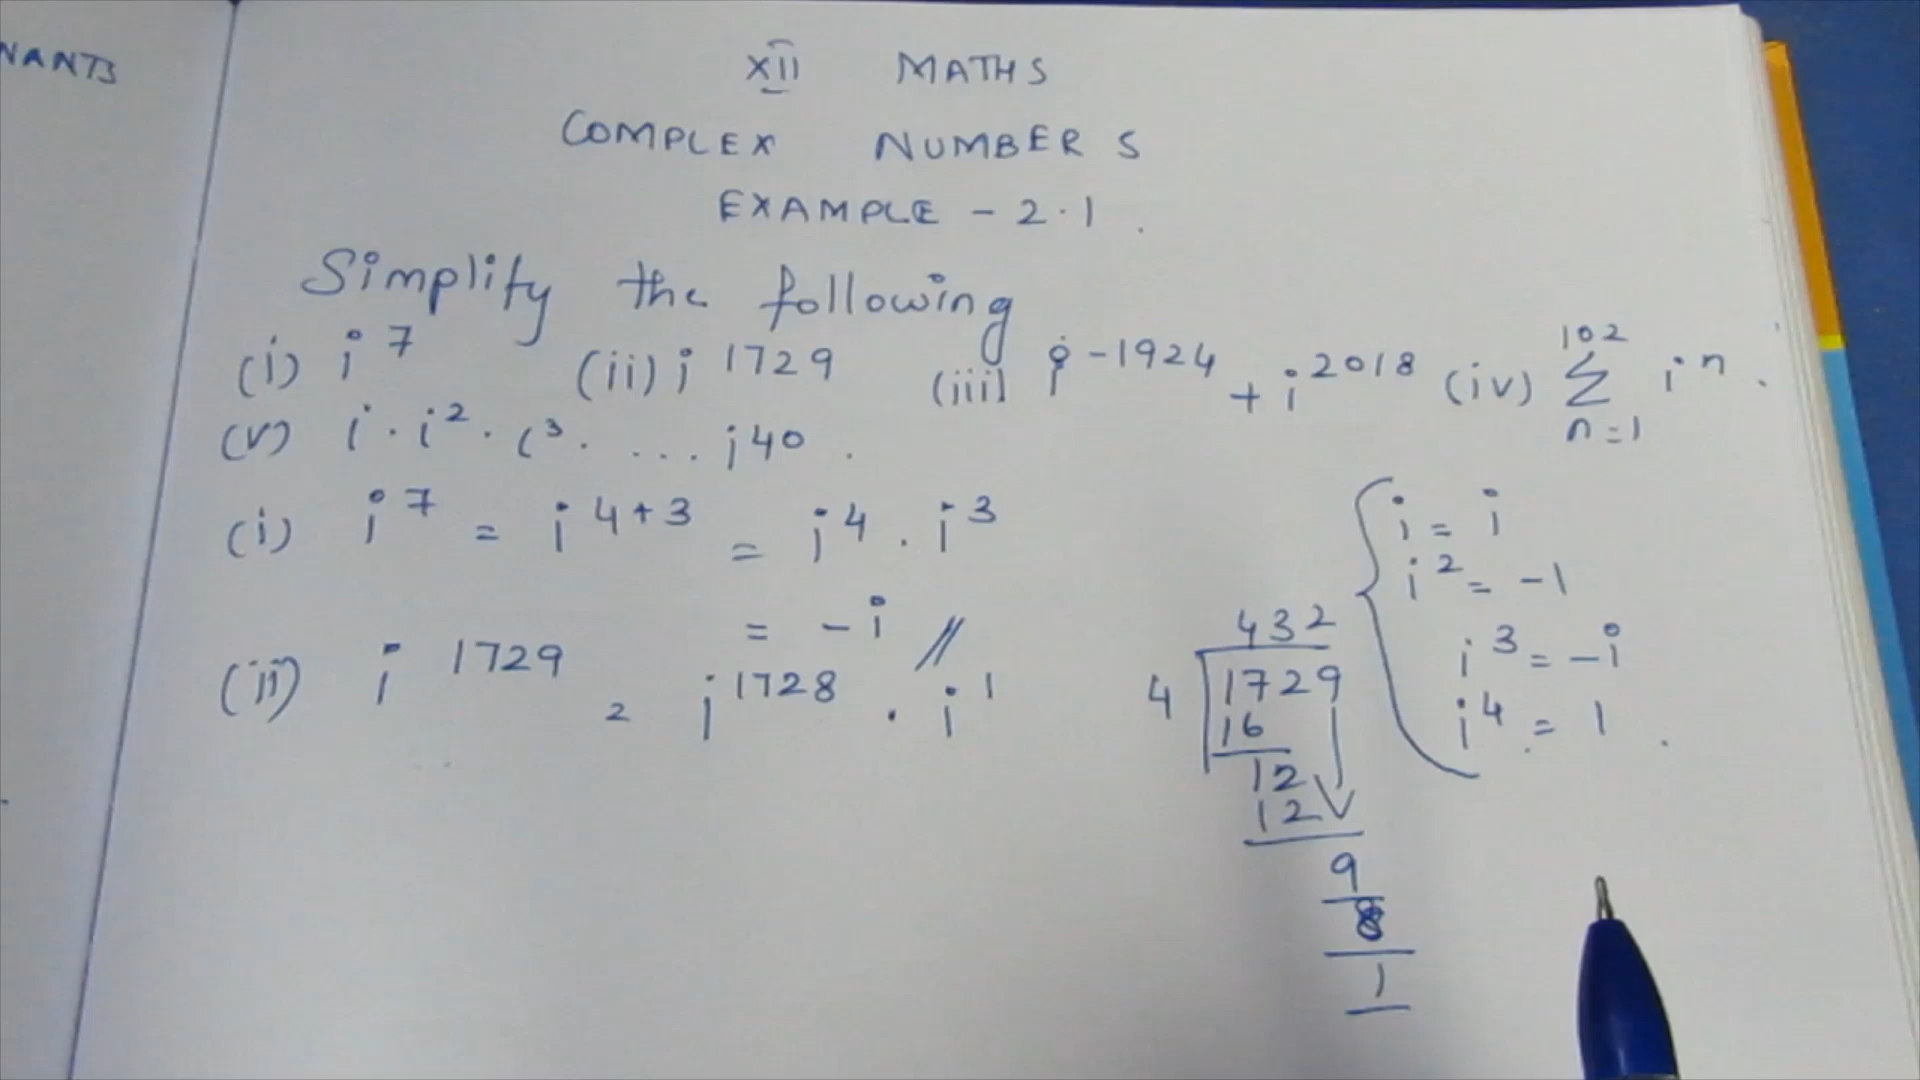 NANTS
XII MATHS
COMPLEX NUMBERS
EXAMPLE - 2.1.
Simplify the following
(i) i^7 (ii) i^1729 (iii) i^-1924 + i^2018 (iv) 102 Σ n=1 i^n.
(v) i . i^2 . i^3 . ... i^40.
(i) i^7 = i^4+3 = i^4 . i^3
= -i //
(ii) i^1729 = i^1728 . i^1
432
4 1729
16
12
12
9
8
1
i = i
i^2 = -1
i^3 = -i
i^4 = 1.